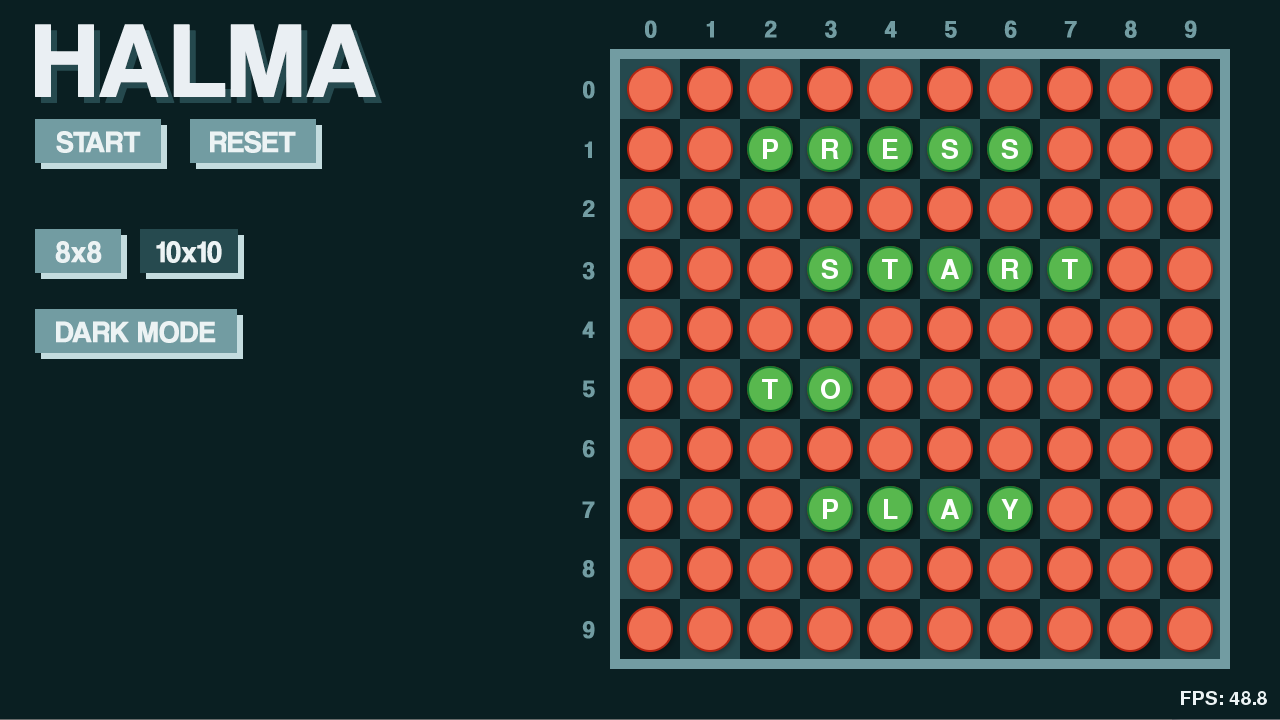 HALMA
START RESET
8x8 10x10
DARK MODE
0 1 2 3 4 5 6 7 8 9
0
1 P R E S S
2
3 S T A R T
4
5 T O
6
7 P L A Y
8
9
FPS: 48.8